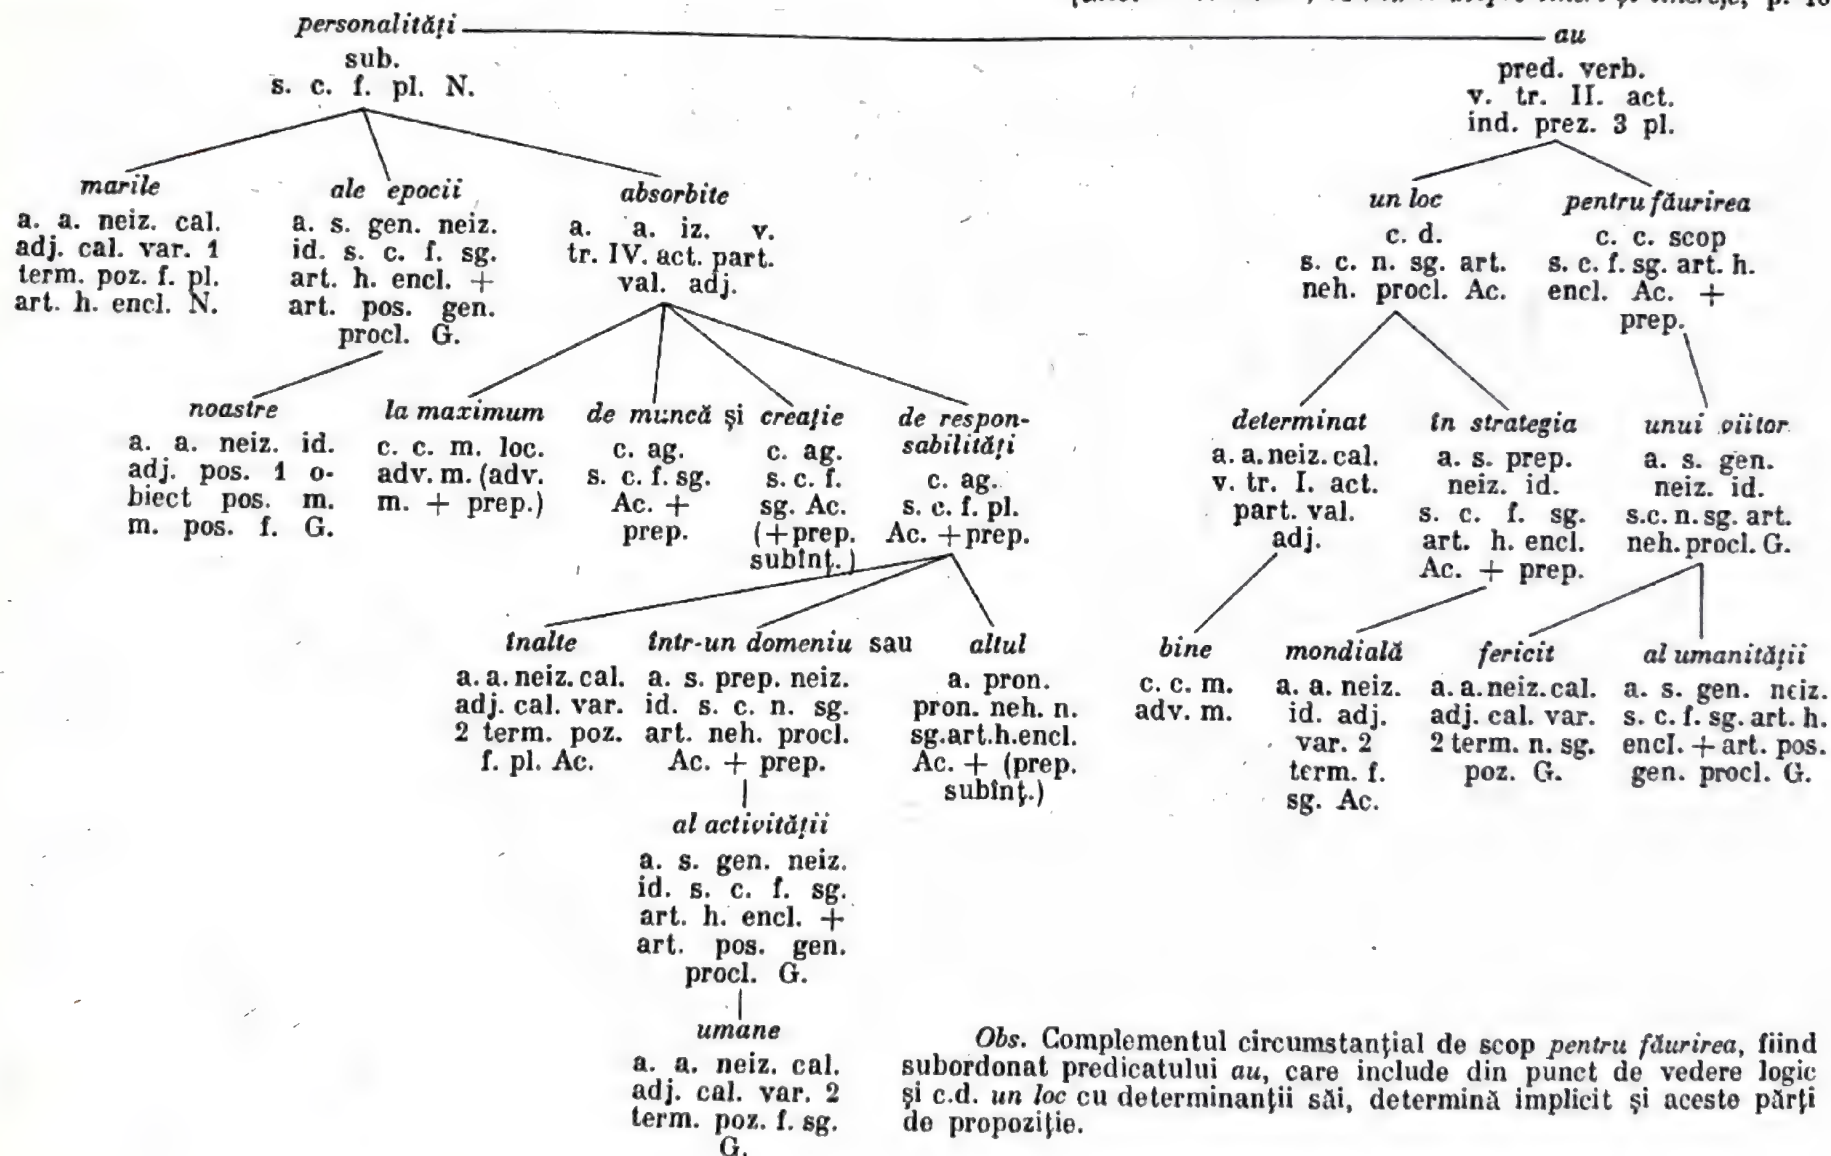 despre tineri și tinerețe, p. 16
personalități au
sub.
s. c. f. pl. N.
pred. verb.
v. tr. II. act.
ind. prez. 3 pl.
marile
a. a. neiz. cal.
adj. cal. var. 1
term. poz. f. pl.
art. h. encl. N.
ale epocii
a. s. gen. neiz.
id. s. c. f. sg.
art. h. encl. +
art. pos. gen.
procl. G.
absorbite
a. a. iz. v.
tr. IV. act. part.
val. adj.
un loc
c. d.
s. c. n. sg. art.
neh. procl. Ac.
pentru făurirea
c. c. scop
s. c. f. sg. art. h.
encl. Ac. +
prep.
noastre
a. a. neiz. id.
adj. pos. 1 o-
biect pos. m.
m. pos. f. G.
la maximum
c. c. m. loc.
adv. m. (adv.
m. + prep.)
de muncă și creație
c. ag.
s. c. f. sg.
Ac. +
prep.
c. ag.
s. c. f.
sg. Ac.
(+prep.
subînț.)
de respon-
sabilități
c. ag.
s. c. f. pl.
Ac. +prep.
determinat
a. a. neiz. cal.
v. tr. I. act.
part. val.
adj.
în strategia
a. s. prep.
neiz. id.
s. c. f. sg.
art. h. encl.
Ac. + prep.
unui viitor
a. s. gen.
neiz. id.
s.c. n. sg. art.
neh. procl. G.
înalte
a. a. neiz. cal.
adj. cal. var.
2 term. poz.
f. pl. Ac.
într-un domeniu sau
a. s. prep. neiz.
id. s. c. n. sg.
art. neh. procl.
Ac. + prep.
altul
a. pron.
pron. neh. n.
sg.art.h.encl.
Ac. + (prep.
subînț.)
bine
c. c. m.
adv. m.
mondială
a. a. neiz.
id. adj.
var. 2
term. f.
sg. Ac.
fericit
a. a. neiz. cal.
adj. cal. var.
2 term. n. sg.
poz. G.
al umanității
a. s. gen. neiz.
s. c. f. sg. art. h.
encl. + art. pos.
gen. procl. G.
al activității
a. s. gen. neiz.
id. s. c. f. sg.
art. h. encl. +
art. pos. gen.
procl. G.
umane
a. a. neiz. cal.
adj. cal. var. 2
term. poz. f. sg.
G.
Obs. Complementul circumstanțial de scop pentru făurirea, fiind
subordonat predicatului au, care include din punct de vedere logic
și c.d. un loc cu determinanții săi, determină implicit și aceste părți
de propoziție.